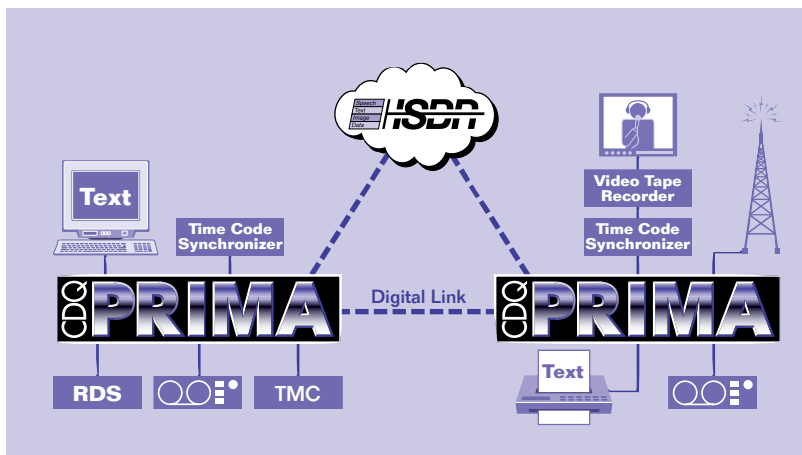 Speech
Text
Image
Data
ISDN
Text
Time Code
Synchronizer
Video Tape
Recorder
Time Code
Synchronizer
CDQ PRIMA
Digital Link
CDQ PRIMA
RDS
TMC
Text